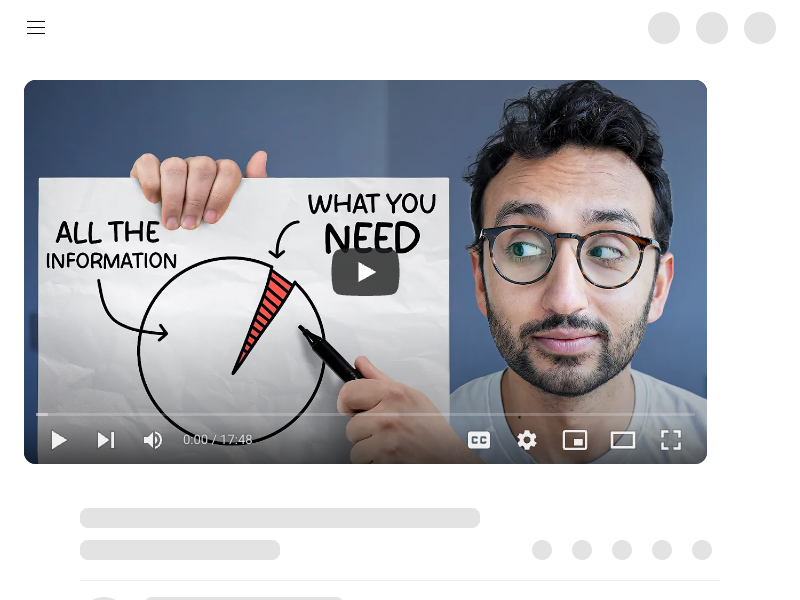 ALL THE
INFORMATION
WHAT YOU
NEED
0:00 / 17:48
CC